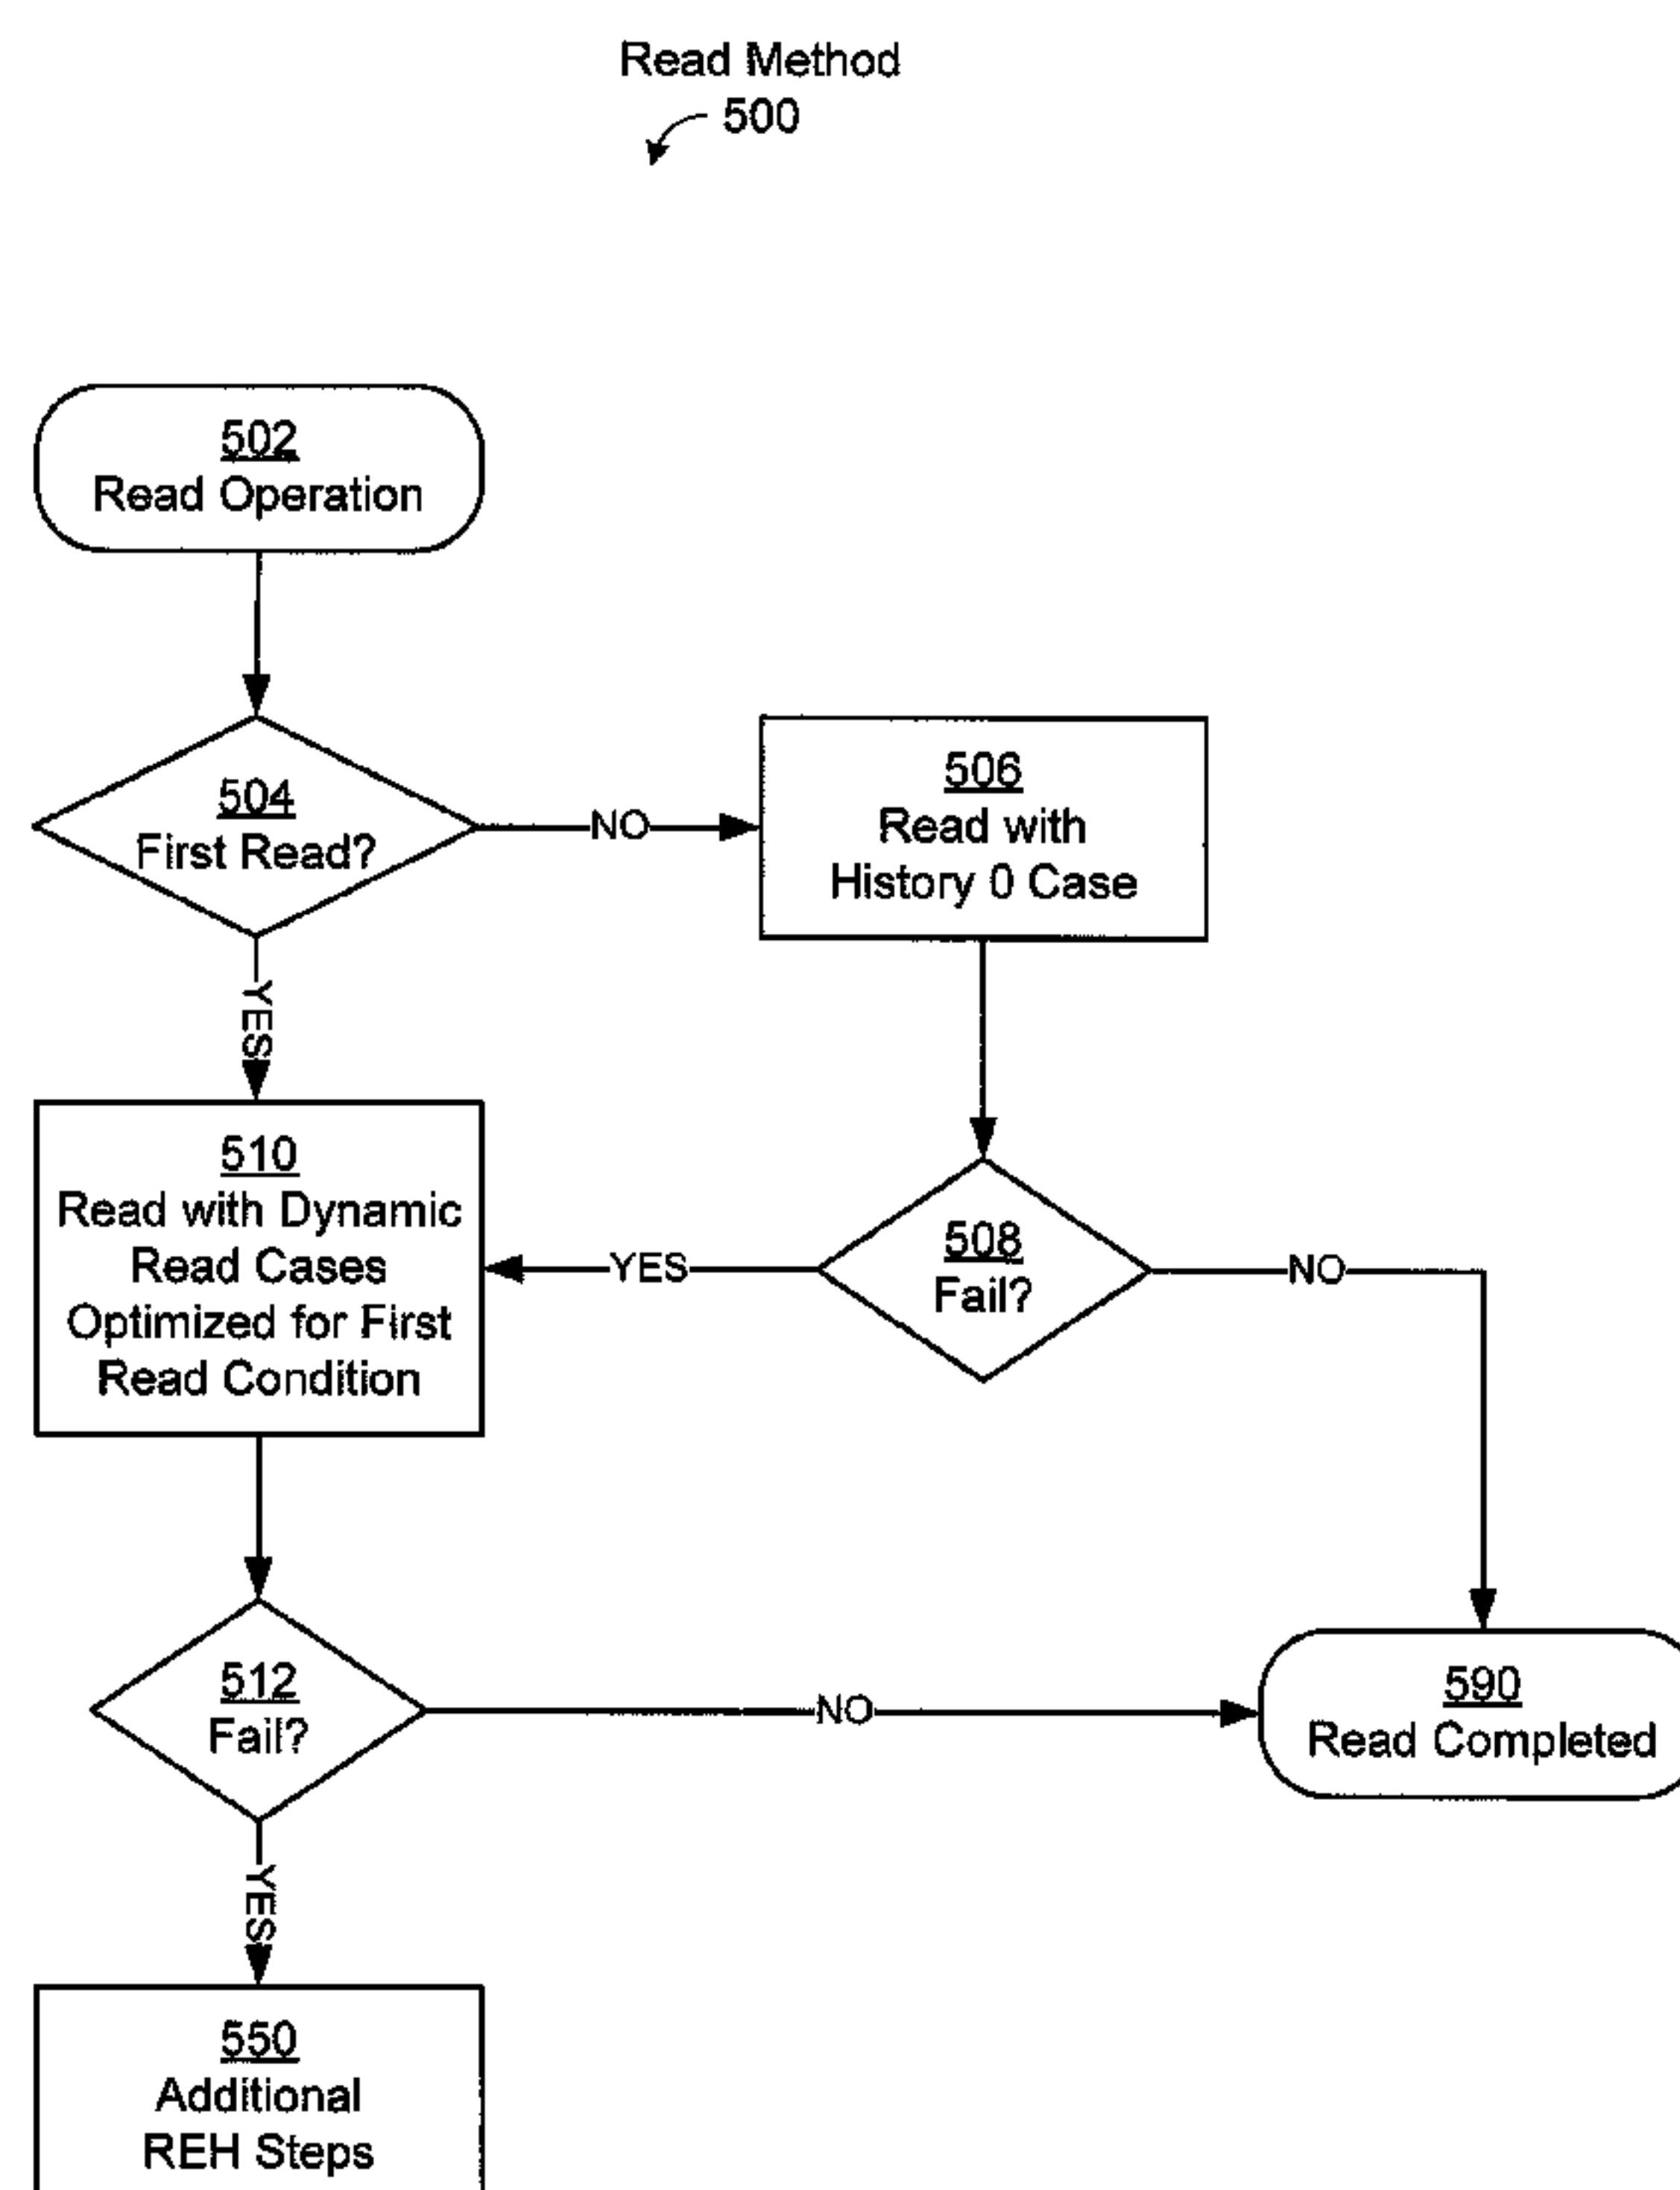 Read Method
500
502
Read Operation
504
First Read?
NO
506
Read with
History 0 Case
YES
510
Read with Dynamic
Read Cases
Optimized for First
Read Condition
YES
508
Fail?
NO
512
Fail?
NO
590
Read Completed
YES
550
Additional
REH Steps